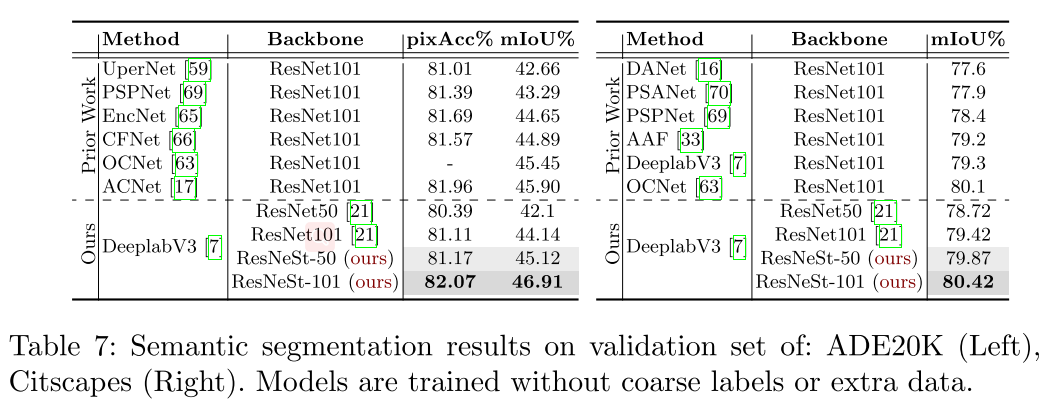 Method Backbone pixAcc% mIoU%
Prior Work
UperNet [59] ResNet101 81.01 42.66
PSPNet [69] ResNet101 81.39 43.29
EncNet [65] ResNet101 81.69 44.65
CFNet [66] ResNet101 81.57 44.89
OCNet [63] ResNet101 - 45.45
ACNet [17] ResNet101 81.96 45.90
Ours
DeeplabV3 [7]
ResNet50 [21] 80.39 42.1
ResNet101 [21] 81.11 44.14
ResNeSt-50 (ours) 81.17 45.12
ResNeSt-101 (ours) 82.07 46.91
Method Backbone mIoU%
Prior Work
DANet [16] ResNet101 77.6
PSANet [70] ResNet101 77.9
PSPNet [69] ResNet101 78.4
AAF [33] ResNet101 79.2
DeeplabV3 [7] ResNet101 79.3
OCNet [63] ResNet101 80.1
Ours
DeeplabV3 [7]
ResNet50 [21] 78.72
ResNet101 [21] 79.42
ResNeSt-50 (ours) 79.87
ResNeSt-101 (ours) 80.42
Table 7: Semantic segmentation results on validation set of: ADE20K (Left),
Citscapes (Right). Models are trained without coarse labels or extra data.